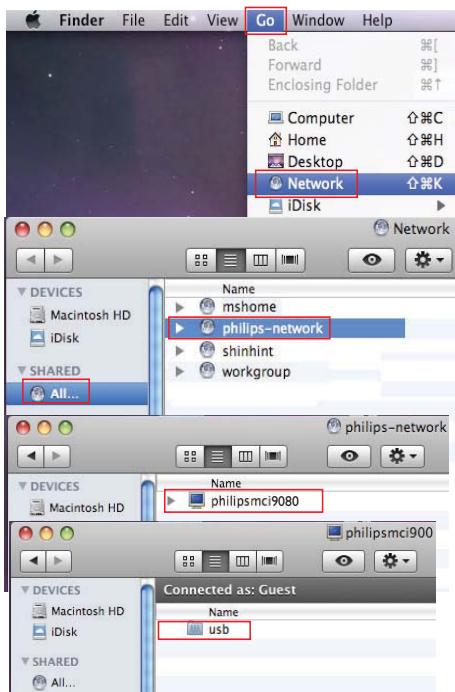 Finder File Edit View Go Window Help
Back ⌘[
Forward ⌘]
Enclosing Folder ⌘↑
Computer ⇧⌘C
Home ⇧⌘H
Desktop ⇧⌘D
Network ⇧⌘K
iDisk
Network
DEVICES
Macintosh HD
iDisk
SHARED
All...
Name
mshome
philips-network
shinhint
workgroup
philips-network
DEVICES
Macintosh HD
Name
philipsmci9080
philipsmci900
DEVICES
Macintosh HD
iDisk
SHARED
All...
Connected as: Guest
Name
usb